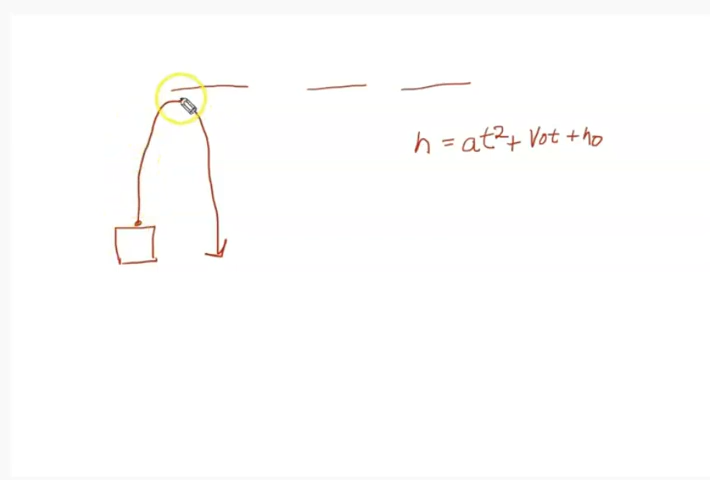 h = at² + Vot + ho